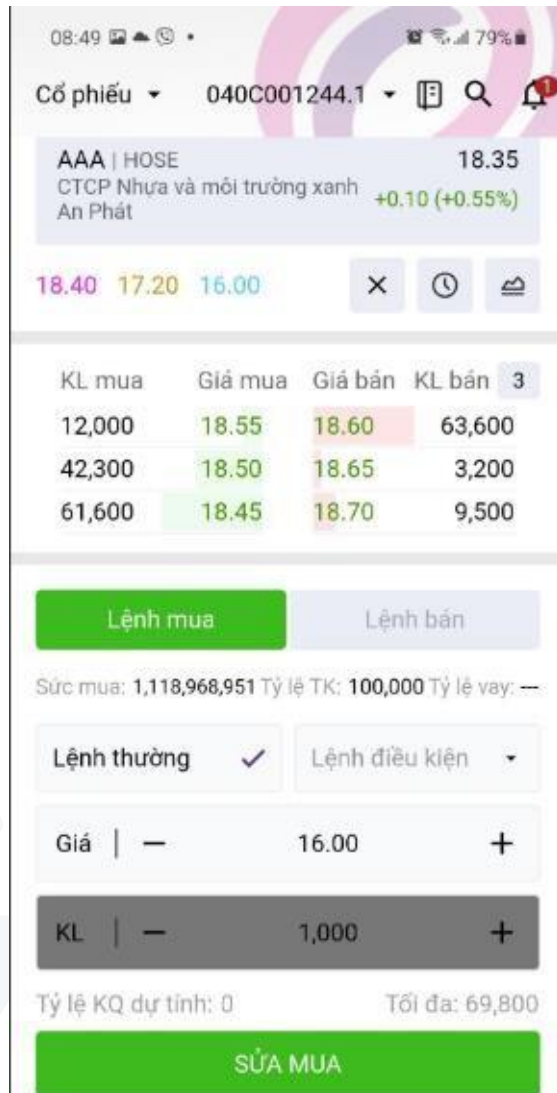 08:49 79%
Cổ phiếu 040C001244.1 1
AAA | HOSE 18.35
CTCP Nhựa và môi trường xanh +0.10 (+0.55%)
An Phát
18.40 17.20 16.00
KL mua Giá mua Giá bán KL bán 3
12,000 18.55 18.60 63,600
42,300 18.50 18.65 3,200
61,600 18.45 18.70 9,500
Lệnh mua Lệnh bán
Sức mua: 1,118,968,951 Tỷ lệ TK: 100,000 Tỷ lệ vay: ---
Lệnh thường Lệnh điều kiện
Giá | — 16.00 +
KL | — 1,000 +
Tỷ lệ KQ dự tính: 0 Tối đa: 69,800
SỬA MUA